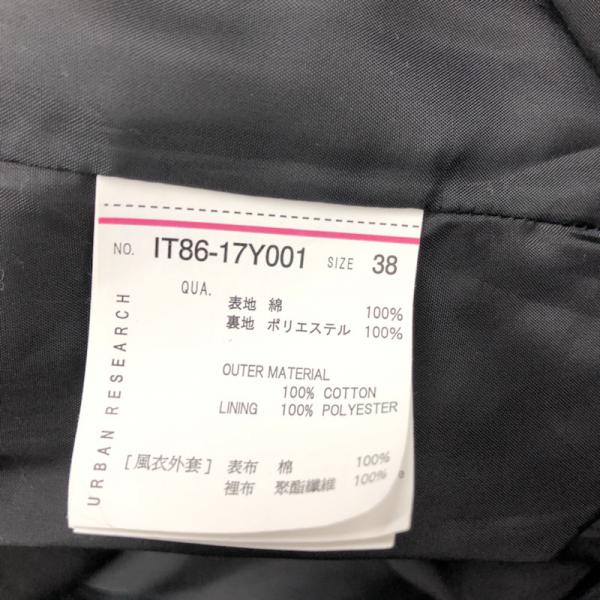 NO. IT86-17Y001 SIZE 38
QUA.
表地 綿 100%
裏地 ポリエステル 100%
OUTER MATERIAL
100% COTTON
LINING 100% POLYESTER
[風衣外套] 表布 棉 100%
裡布 聚酯纖維 100%
URBAN RESEARCH